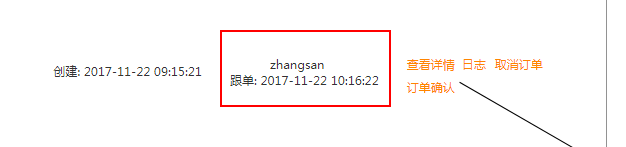 创建: 2017-11-22 09:15:21
zhangsan
跟单: 2017-11-22 10:16:22
查看详情 日志 取消订单
订单确认